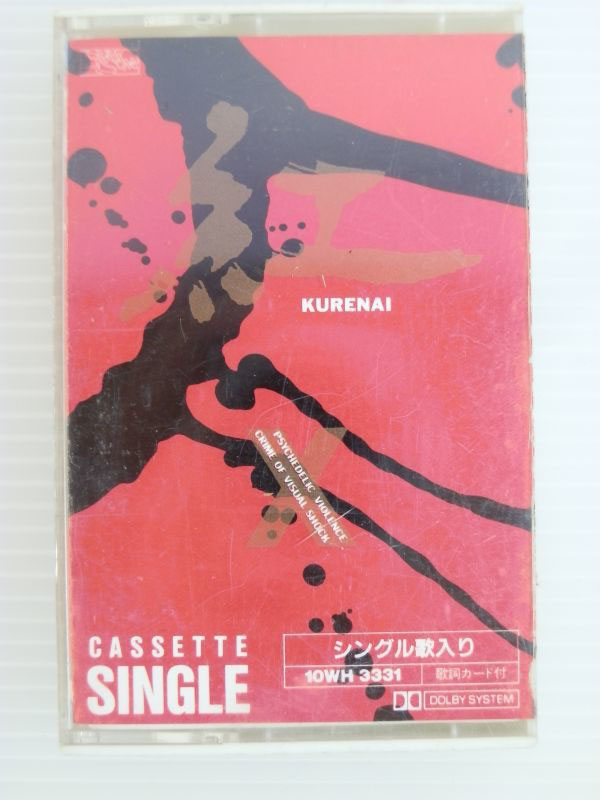 紅
KURENAI
X
PSYCHEDELIC VIOLENCE
CRIME OF VISUAL SHOCK
CASSETTE
SINGLE
シングル歌入り
10WH 3331
歌詞カード付
DOLBY SYSTEM